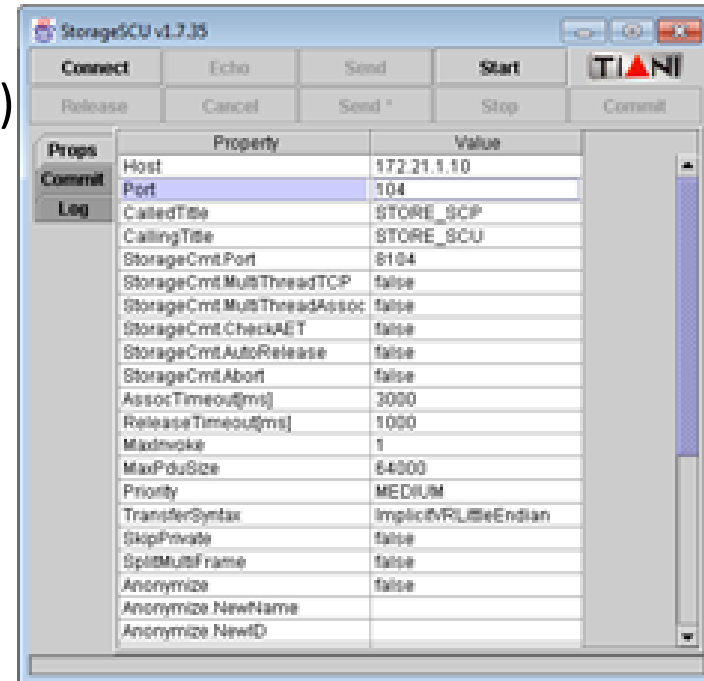 StorageSCU v1.7.35
Connect Echo Send Start TIANI
)
Release Cancel Send * Stop Commit
Props Property Value
Host 172.21.1.10
Commit
Port 104
Log CalledTitle STORE_SCP
CallingTitle STORE_SCU
StorageCmt.Port 8104
StorageCmt.MultiThreadTCP false
StorageCmt.MultiThreadAssoc false
StorageCmt.CheckAET false
StorageCmt.AutoRelease false
StorageCmt.Abort false
AssocTimeout[ms] 3000
ReleaseTimeout[ms] 1000
MaxInvoke 1
MaxPduSize 64000
Priority MEDIUM
TransferSyntax ImplicitVRLittleEndian
SkipPrivate false
SplitMultiFrame false
Anonymize false
Anonymize.NewName
Anonymize.NewID